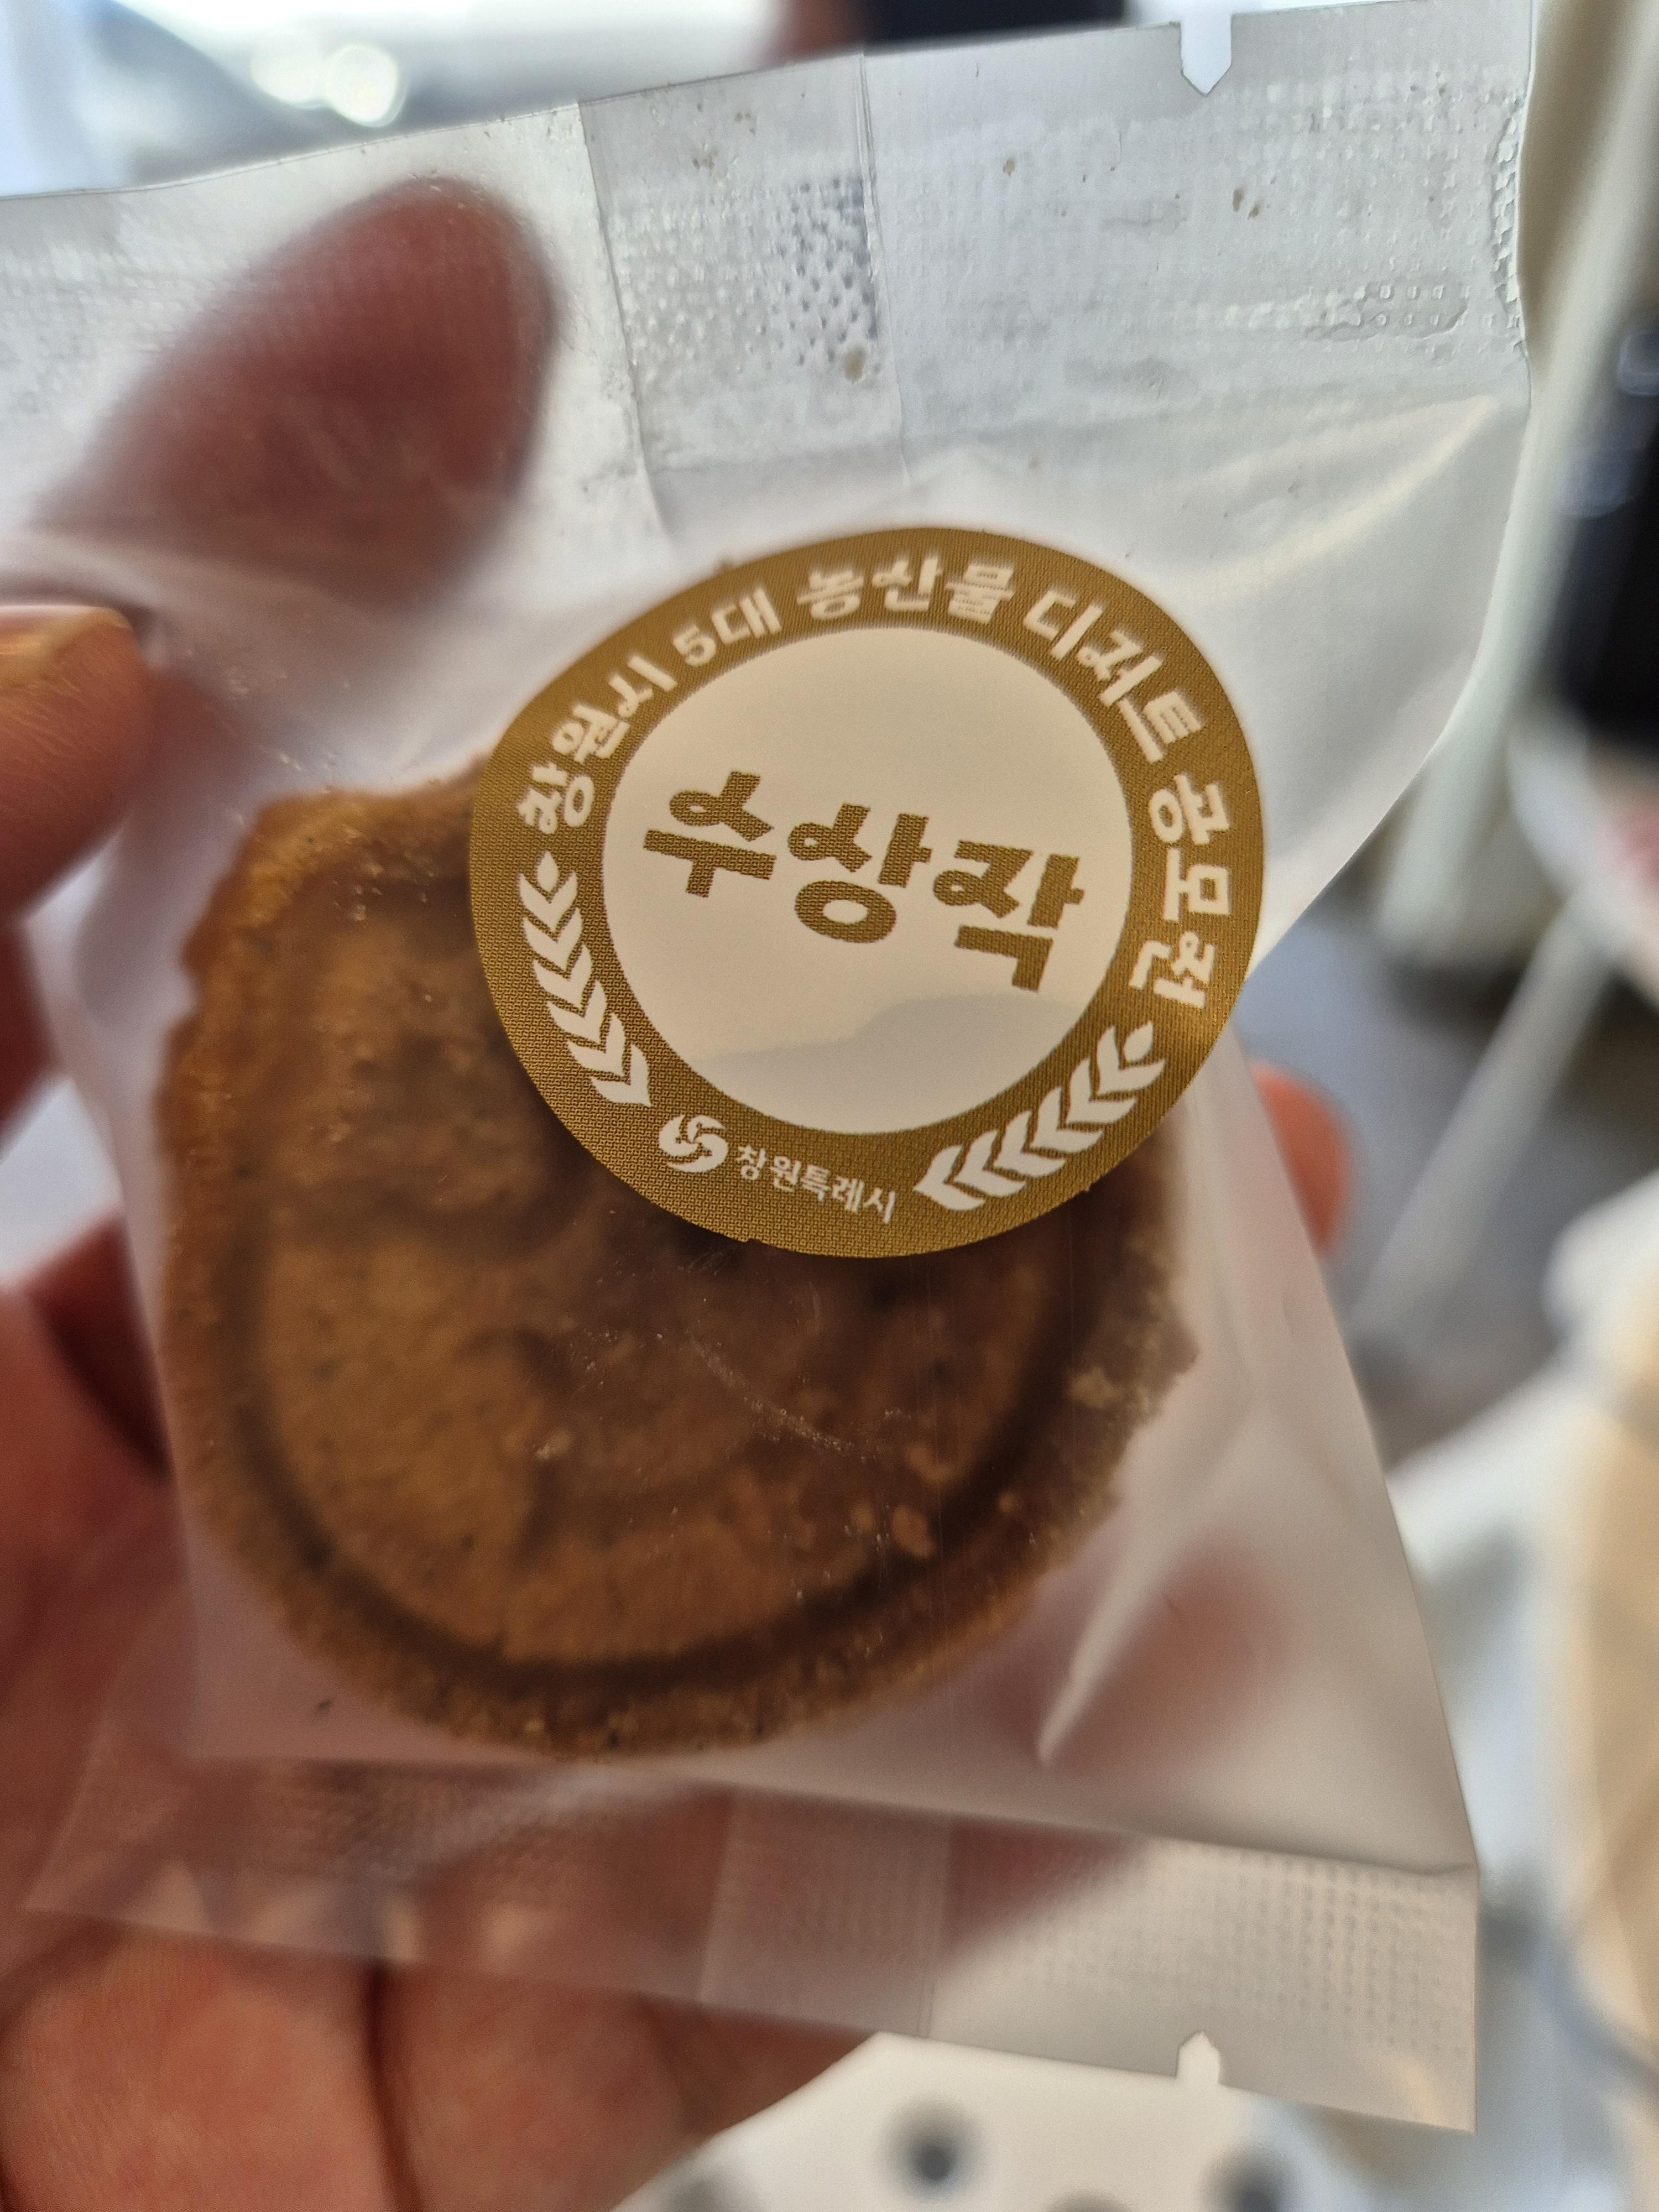 창원시 5대 농산물 디저트 공모전
수상작
창원특례시